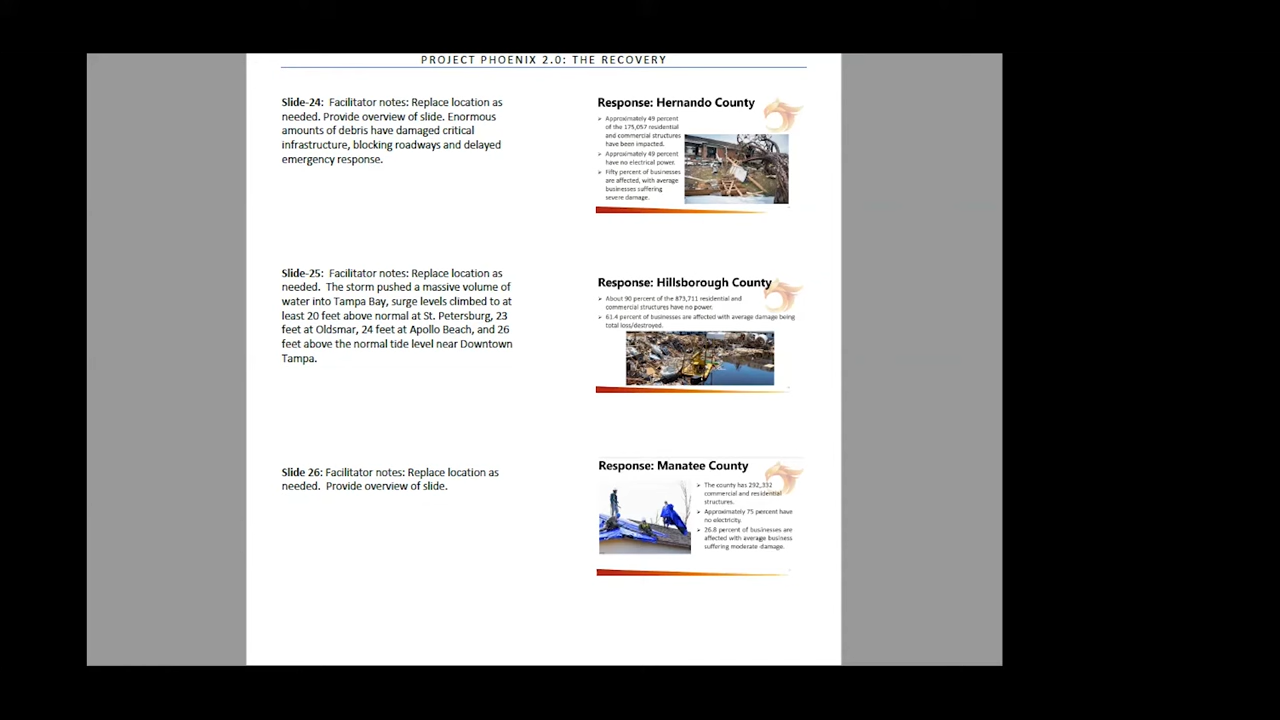 PROJECT PHOENIX 2.0: THE RECOVERY
Slide-24: Facilitator notes: Replace location as
needed. Provide overview of slide. Enormous
amounts of debris have damaged critical
infrastructure, blocking roadways and delayed
emergency response.
Response: Hernando County
➢ Approximately 49 percent
of the 175,057 residential
and commercial structures
have been impacted.
➢ Approximately 49 percent
have no electrical power.
➢ Fifty percent of businesses
are affected, with average
businesses suffering
severe damage.
Slide-25: Facilitator notes: Replace location as
needed. The storm pushed a massive volume of
water into Tampa Bay, surge levels climbed to at
least 20 feet above normal at St. Petersburg, 23
feet at Oldsmar, 24 feet at Apollo Beach, and 26
feet above the normal tide level near Downtown
Tampa.
Response: Hillsborough County
➢ About 90 percent of the 873,711 residential and
commercial structures have no power.
➢ 61.4 percent of businesses are affected with average damage being
total loss/destroyed.
Slide 26: Facilitator notes: Replace location as
needed. Provide overview of slide.
Response: Manatee County
➢ The county has 292,332
commercial and residential
structures.
➢ Approximately 75 percent have
no electricity.
➢ 26.8 percent of businesses are
affected with average business
suffering moderate damage.